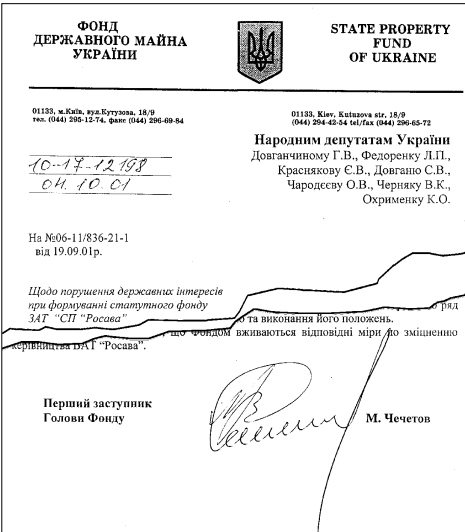 ФОНД
ДЕРЖАВНОГО МАЙНА
УКРАЇНИ
STATE PROPERTY
FUND
OF UKRAINE
01133, м.Київ, вул.Кутузова, 18/9
тел. (044) 295-12-74, факс (044) 296-69-84
01133, Kiev, Kutuzova str, 18/9
(044) 294-42-54 tel/fax (044) 296-65-72
10-17-12198
04.10.01
Народним депутатам України
Довганчиному Г.В., Федоренку Л.П.,
Краснякову Є.В., Довганю С.В.,
Чародєєву О.В., Черняку В.К.,
Охрименку К.О.
На №06-11/836-21-1
від 19.09.01р.
Щодо порушення державних інтересів
при формуванні статутного фонду
ЗАТ “СП “Росава”
ряд
та виконання його положень.
що Фондом вживаються відповідні міри по зміцненню
керівництва ВАТ “Росава”.
Перший заступник
Голови Фонду
М. Чечетов